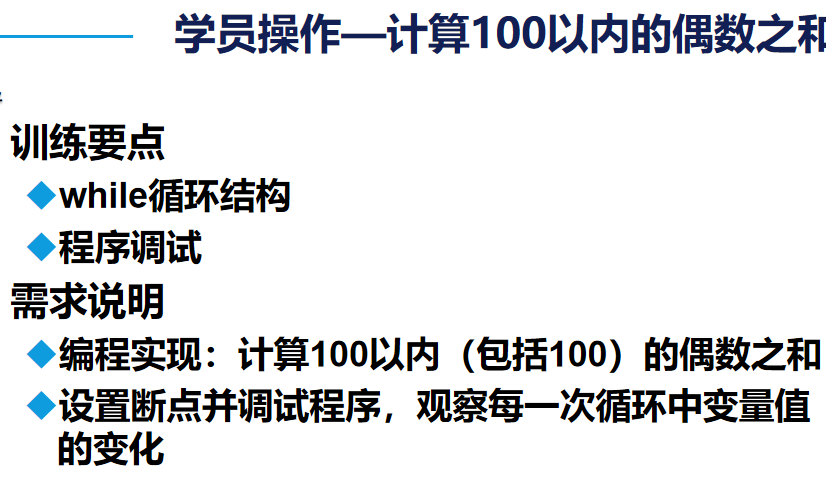 学员操作—计算100以内的偶数之和
训练要点
while循环结构
程序调试
需求说明
编程实现：计算100以内（包括100）的偶数之和
设置断点并调试程序，观察每一次循环中变量值
的变化